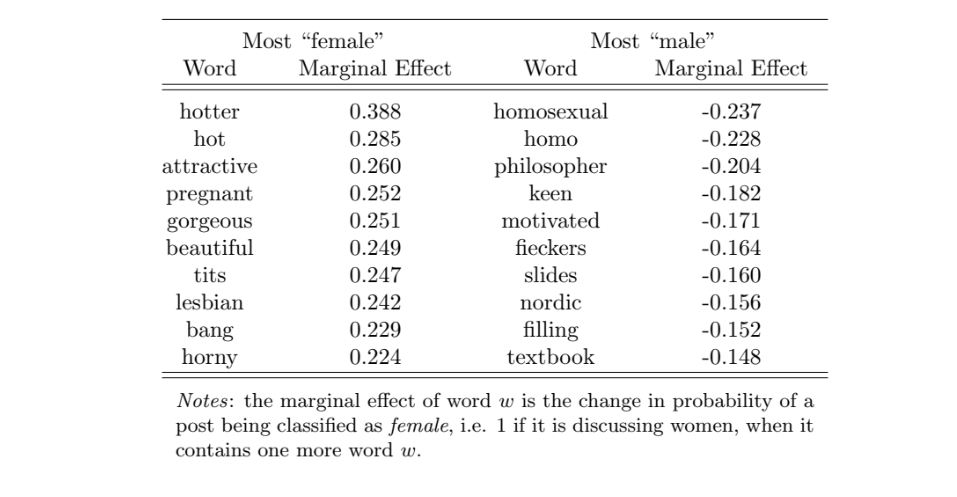 Most “female” Most “male”
Word Marginal Effect Word Marginal Effect
hotter 0.388 homosexual -0.237
hot 0.285 homo -0.228
attractive 0.260 philosopher -0.204
pregnant 0.252 keen -0.182
gorgeous 0.251 motivated -0.171
beautiful 0.249 fieckers -0.164
tits 0.247 slides -0.160
lesbian 0.242 nordic -0.156
bang 0.229 filling -0.152
horny 0.224 textbook -0.148
Notes: the marginal effect of word w is the change in probability of a
post being classified as female, i.e. 1 if it is discussing women, when it
contains one more word w.